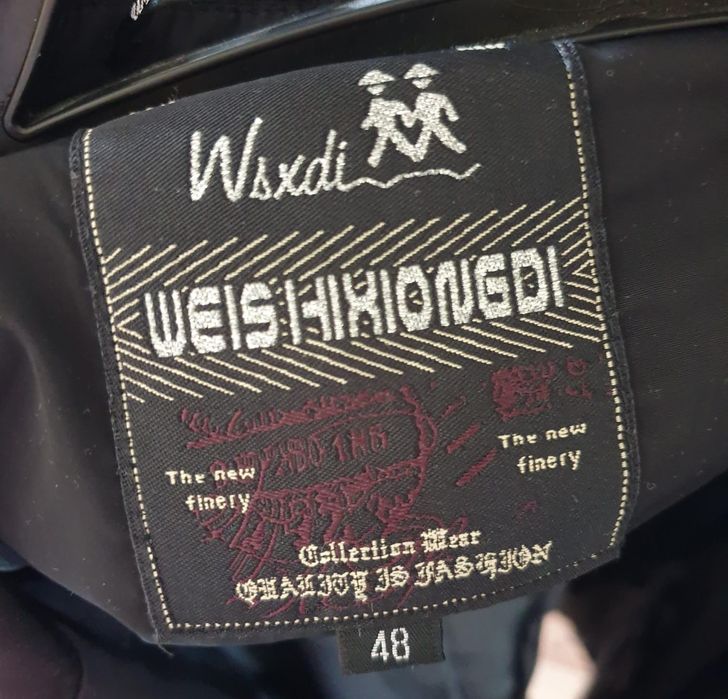 Wsxdi
WEISHIXIONGDI
The new
finery
The new
finery
Collection Wear
QUALITY IS FASHION
48